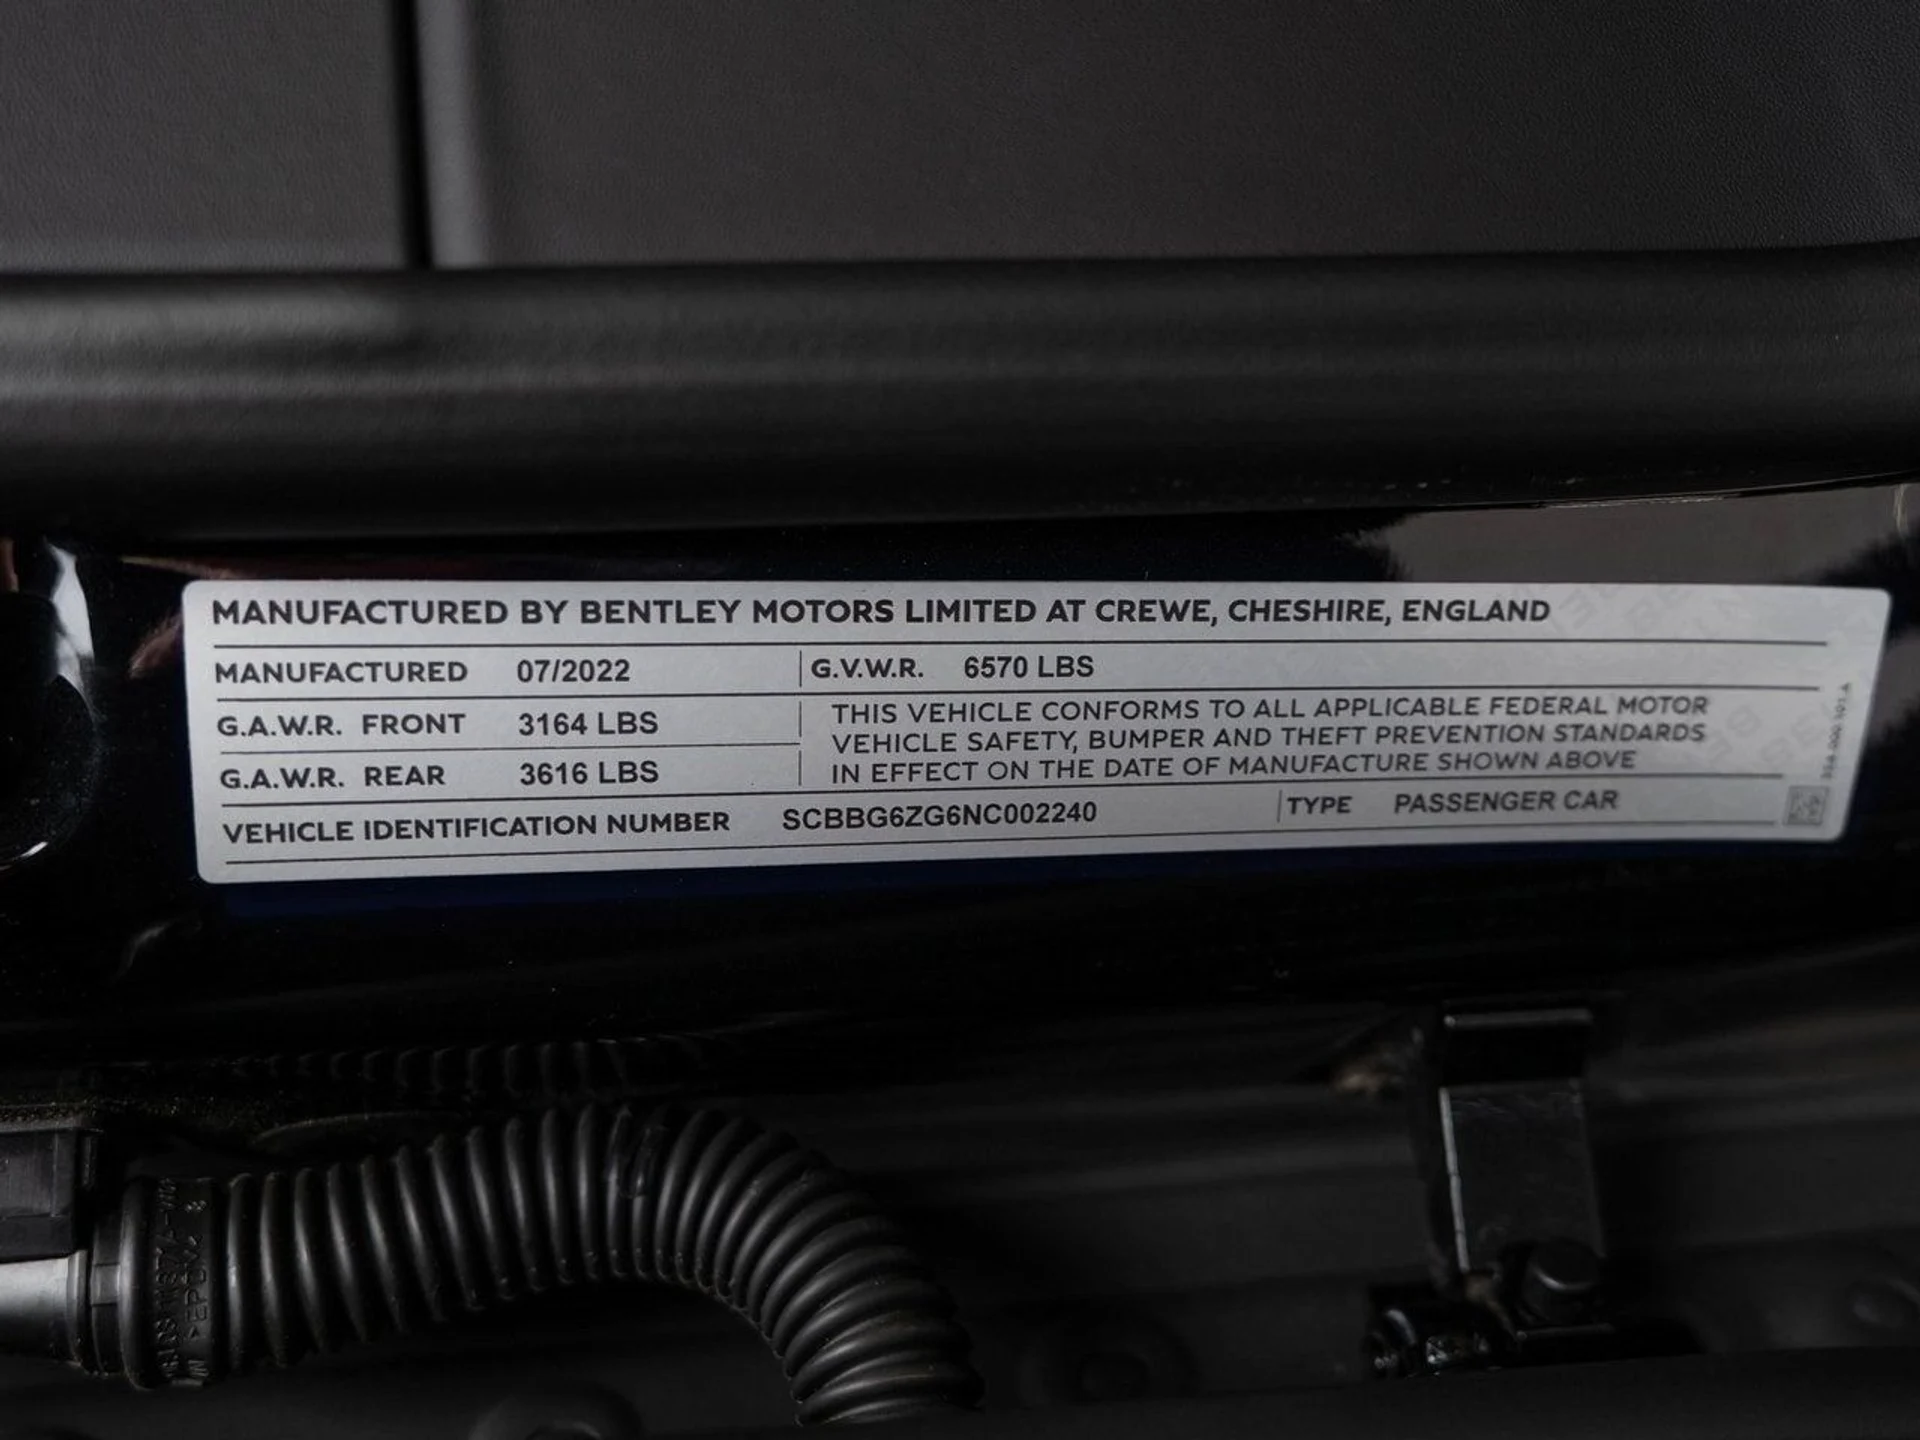 MANUFACTURED BY BENTLEY MOTORS LIMITED AT CREWE, CHESHIRE, ENGLAND
MANUFACTURED 07/2022 G.V.W.R. 6570 LBS
G.A.W.R. FRONT 3164 LBS
G.A.W.R. REAR 3616 LBS
THIS VEHICLE CONFORMS TO ALL APPLICABLE FEDERAL MOTOR
VEHICLE SAFETY, BUMPER AND THEFT PREVENTION STANDARDS
IN EFFECT ON THE DATE OF MANUFACTURE SHOWN ABOVE
VEHICLE IDENTIFICATION NUMBER SCBBG6ZG6NC002240 TYPE PASSENGER CAR